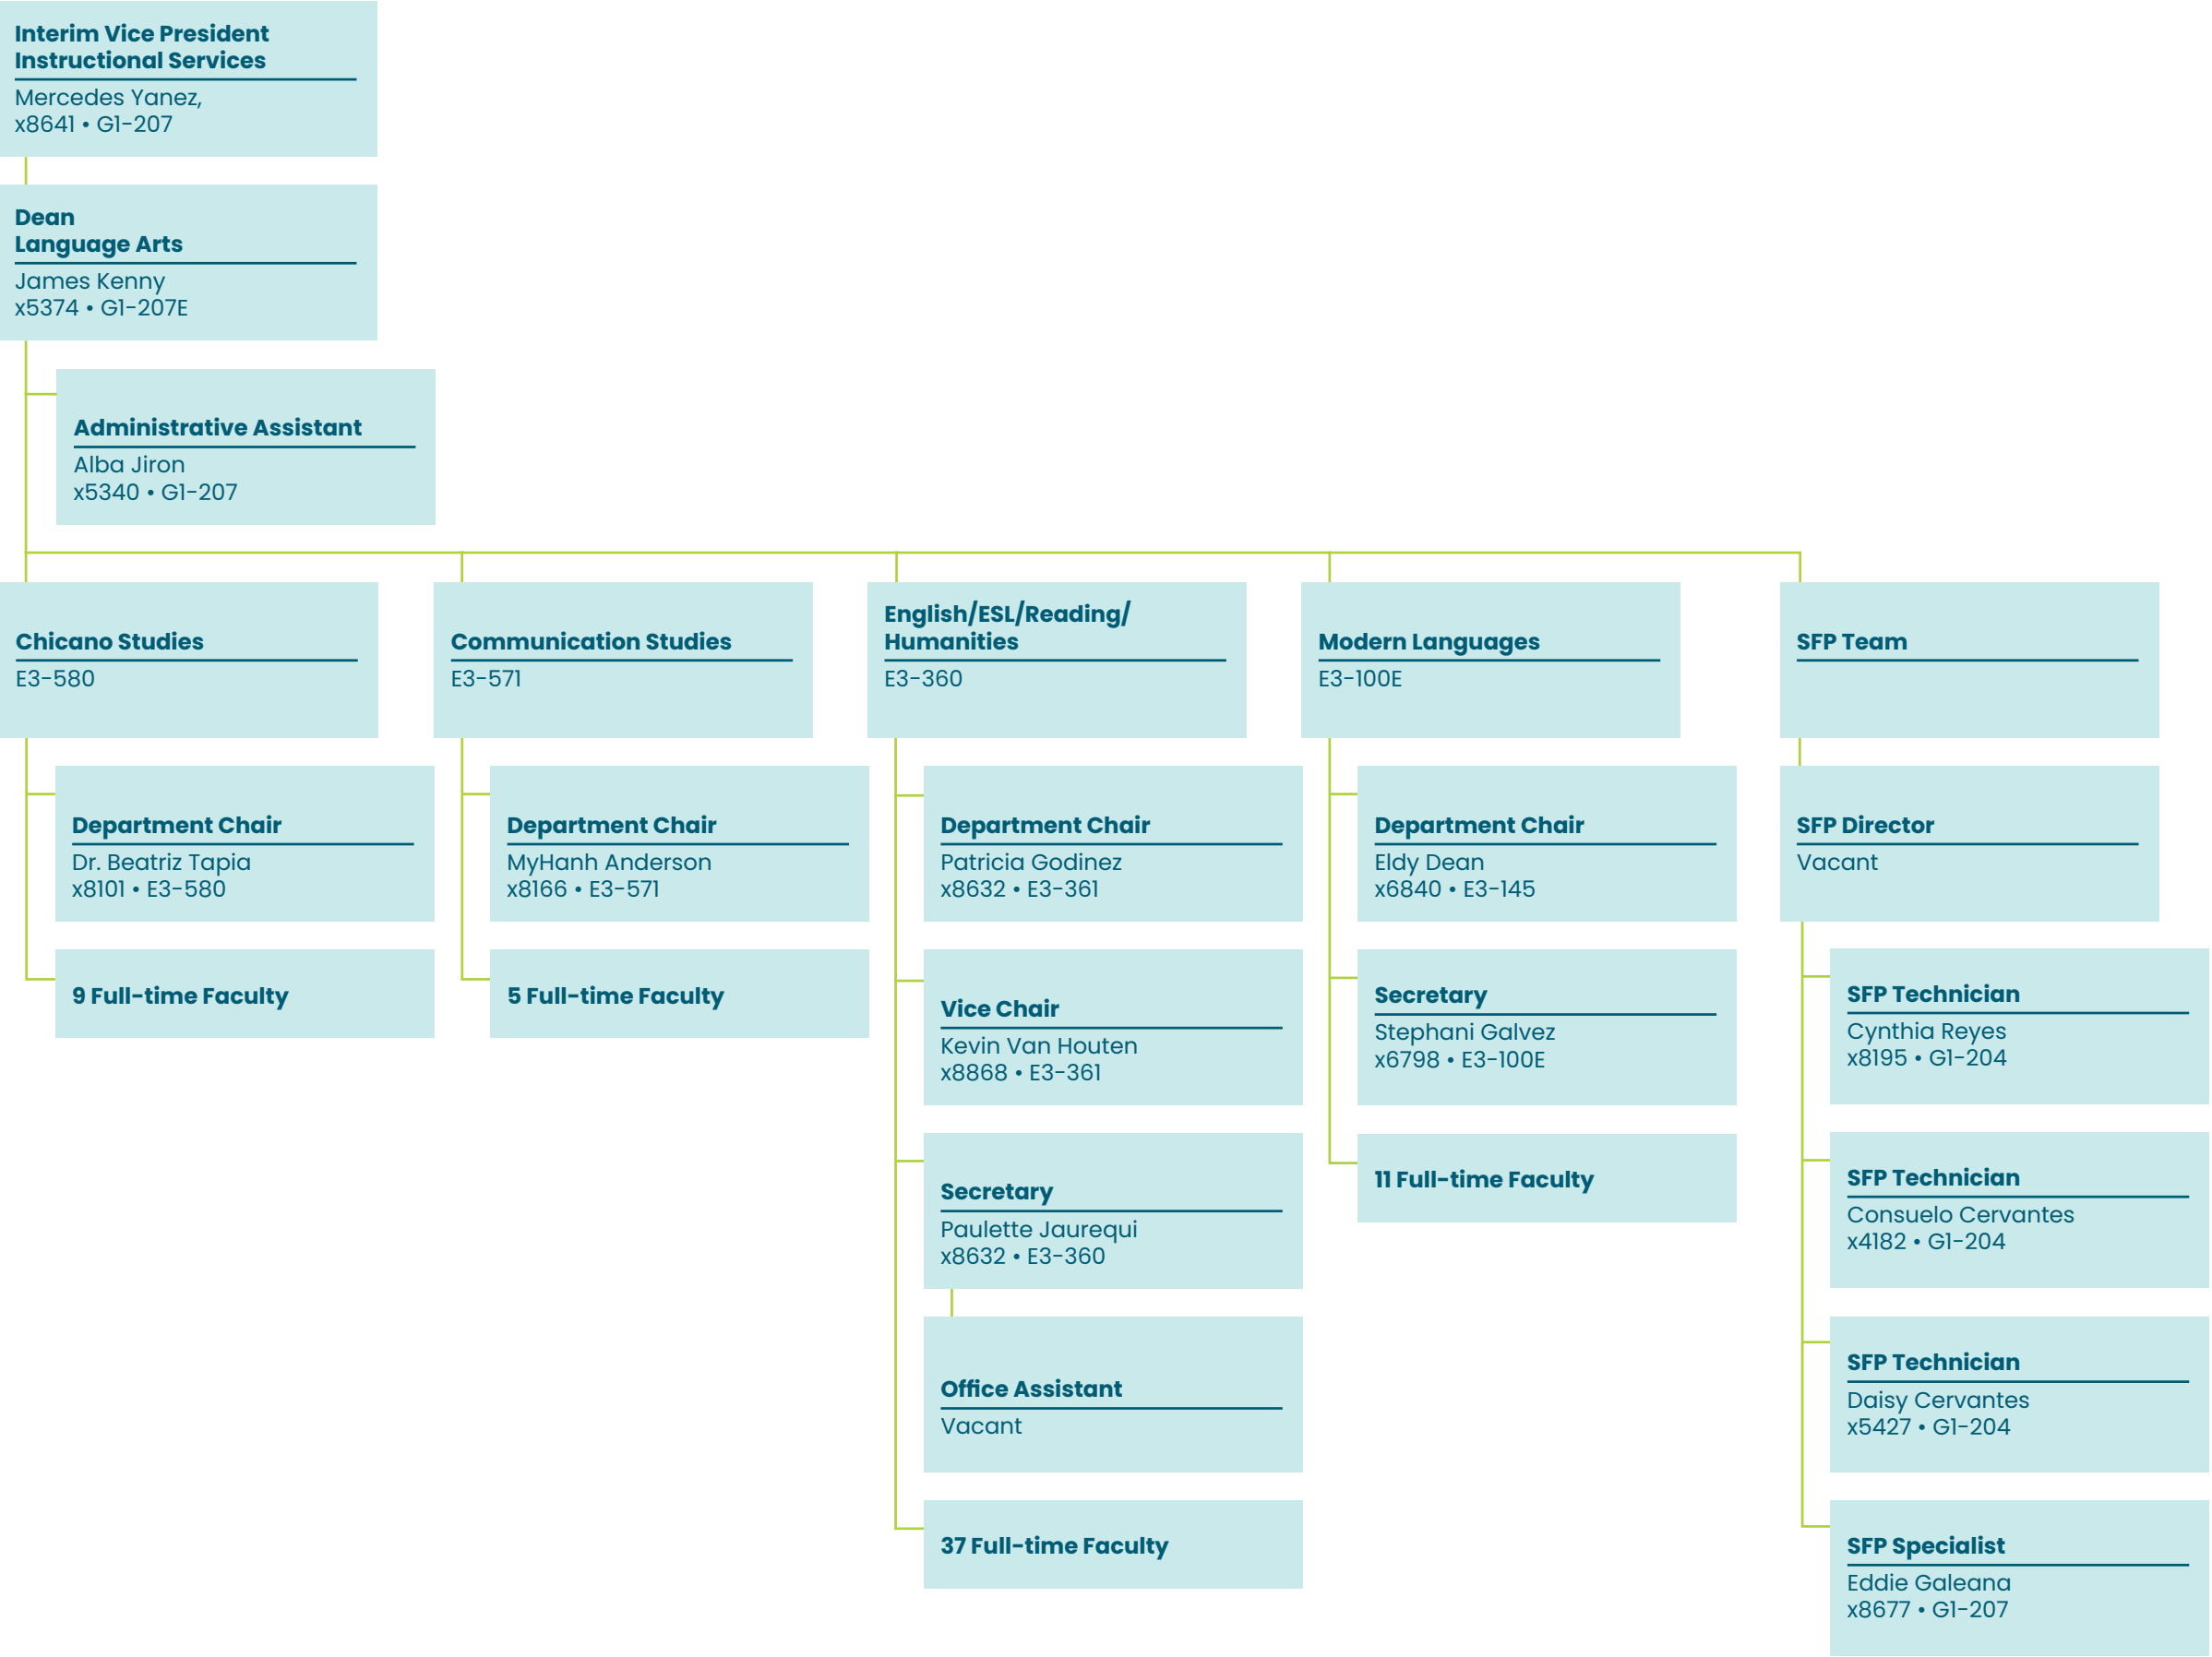 Interim Vice President
Instructional Services
Mercedes Yanez,
x8641 • G1-207
Dean
Language Arts
James Kenny
x5374 • G1-207E
Administrative Assistant
Alba Jiron
x5340 • G1-207
Chicano Studies
E3-580
Department Chair
Dr. Beatriz Tapia
x8101 • E3-580
9 Full-time Faculty
Communication Studies
E3-571
Department Chair
MyHanh Anderson
x8166 • E3-571
5 Full-time Faculty
English/ESL/Reading/
Humanities
E3-360
Department Chair
Patricia Godinez
x8632 • E3-361
Vice Chair
Kevin Van Houten
x8868 • E3-361
Secretary
Paulette Jaurequi
x8632 • E3-360
Office Assistant
Vacant
37 Full-time Faculty
Modern Languages
E3-100E
Department Chair
Eldy Dean
x6840 • E3-145
Secretary
Stephani Galvez
x6798 • E3-100E
11 Full-time Faculty
SFP Team
SFP Director
Vacant
SFP Technician
Cynthia Reyes
x8195 • G1-204
SFP Technician
Consuelo Cervantes
x4182 • G1-204
SFP Technician
Daisy Cervantes
x5427 • G1-204
SFP Specialist
Eddie Galeana
x8677 • G1-207